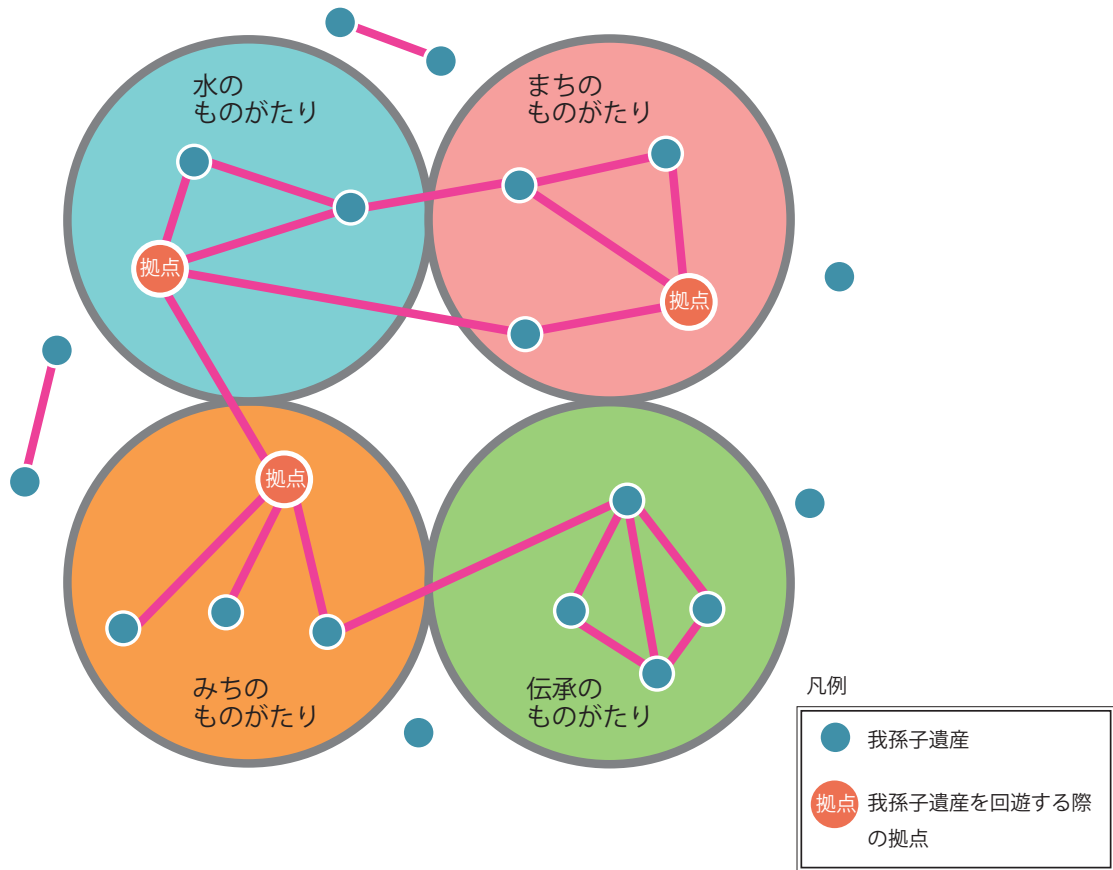 水の
ものがたり
まちの
ものがたり
拠点
拠点
拠点
みちの
ものがたり
伝承の
ものがたり
凡例
我孫子遺産
拠点
我孫子遺産を回遊する際
の拠点